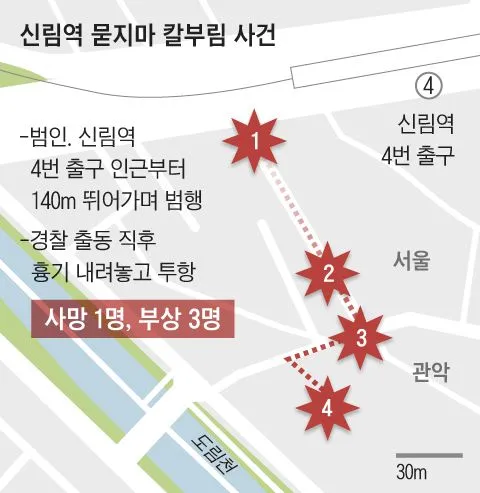 신림역 묻지마 칼부림 사건
-범인. 신림역
4번 출구 인근부터
140m 뛰어가며 범행
-경찰 출동 직후
흉기 내려놓고 투항
사망 1명, 부상 3명
④
신림역
4번 출구
1
2
서울
3
관악
4
도림천
30m